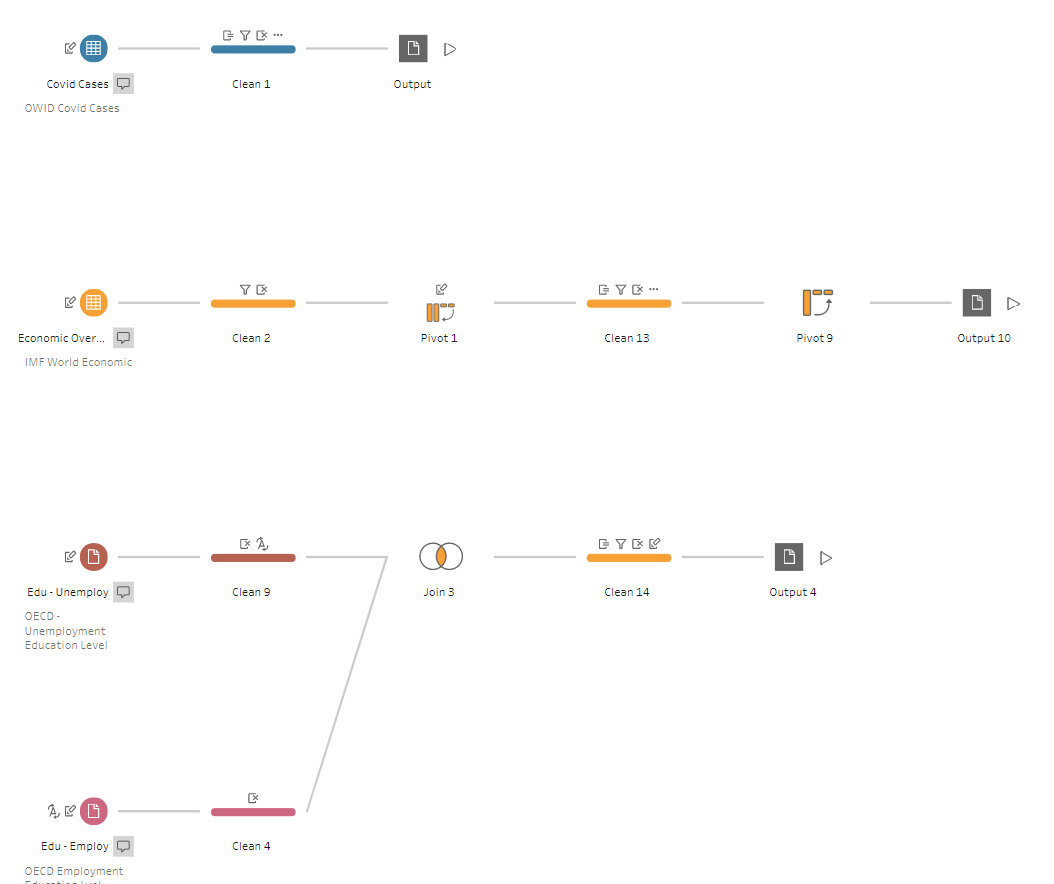 Covid Cases
Clean 1
Output
OWID Covid Cases
Economic Over...
Clean 2
Pivot 1
Clean 13
Pivot 9
Output 10
IMF World Economic
Edu - Unemploy
Clean 9
Join 3
Clean 14
Output 4
OECD -
Unemployment
Education Level
Edu - Employ
Clean 4
OECD Employment
Education